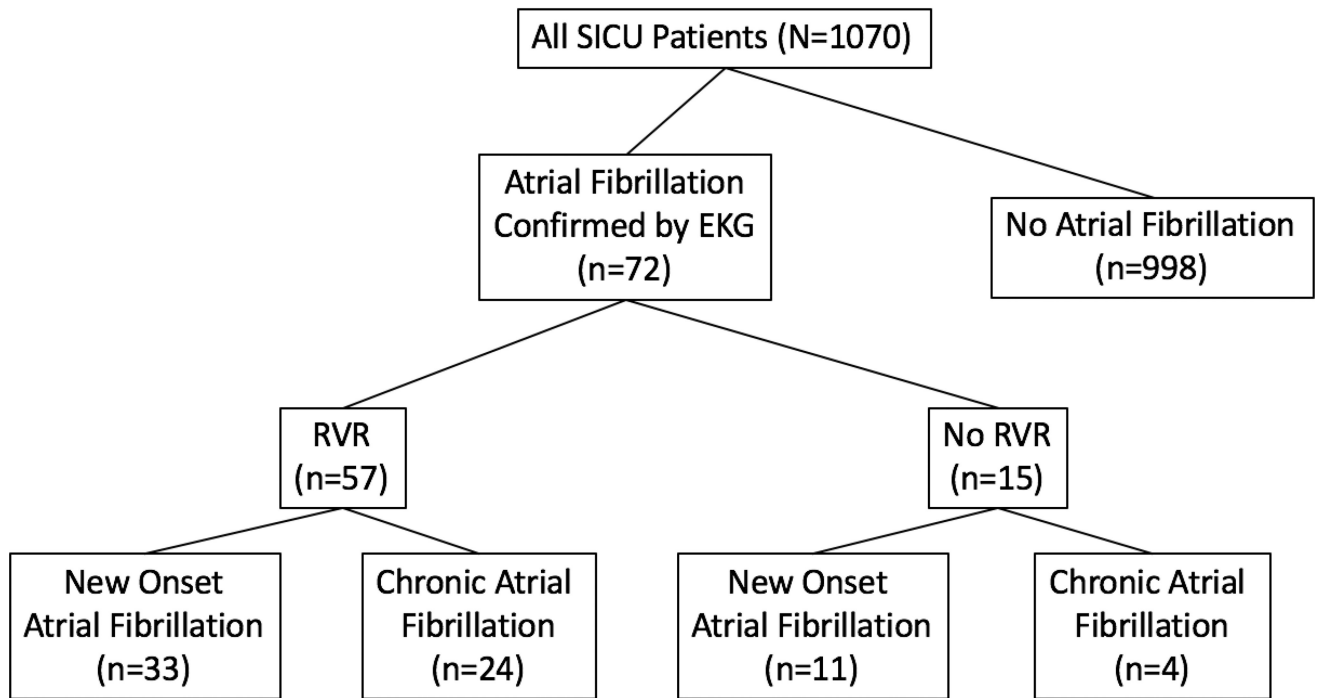 All SICU Patients (N=1070)
Atrial Fibrillation
Confirmed by EKG
(n=72)
No Atrial Fibrillation
(n=998)
RVR
(n=57)
No RVR
(n=15)
New Onset
Atrial Fibrillation
(n=33)
Chronic Atrial
Fibrillation
(n=24)
New Onset
Atrial Fibrillation
(n=11)
Chronic Atrial
Fibrillation
(n=4)